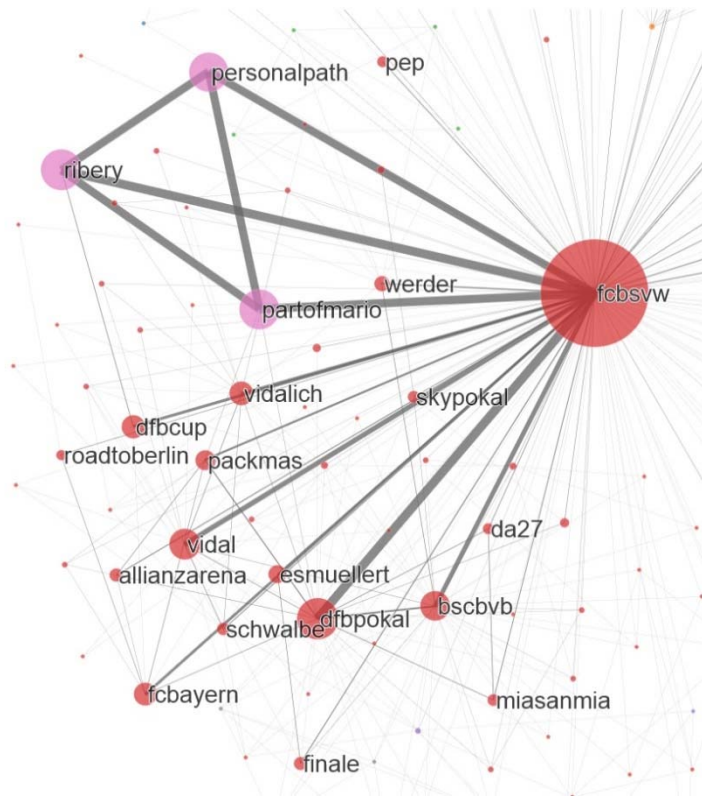 pep
personalpath
ribery
werder
fcbsvw
partofmario
vidalich
skypokal
dfbcup
roadtoberlin
packmas
da27
vidal
allianzarena
esmuellert
bscbvb
dfbpokal
schwalbe
fcbayern
miasanmia
finale